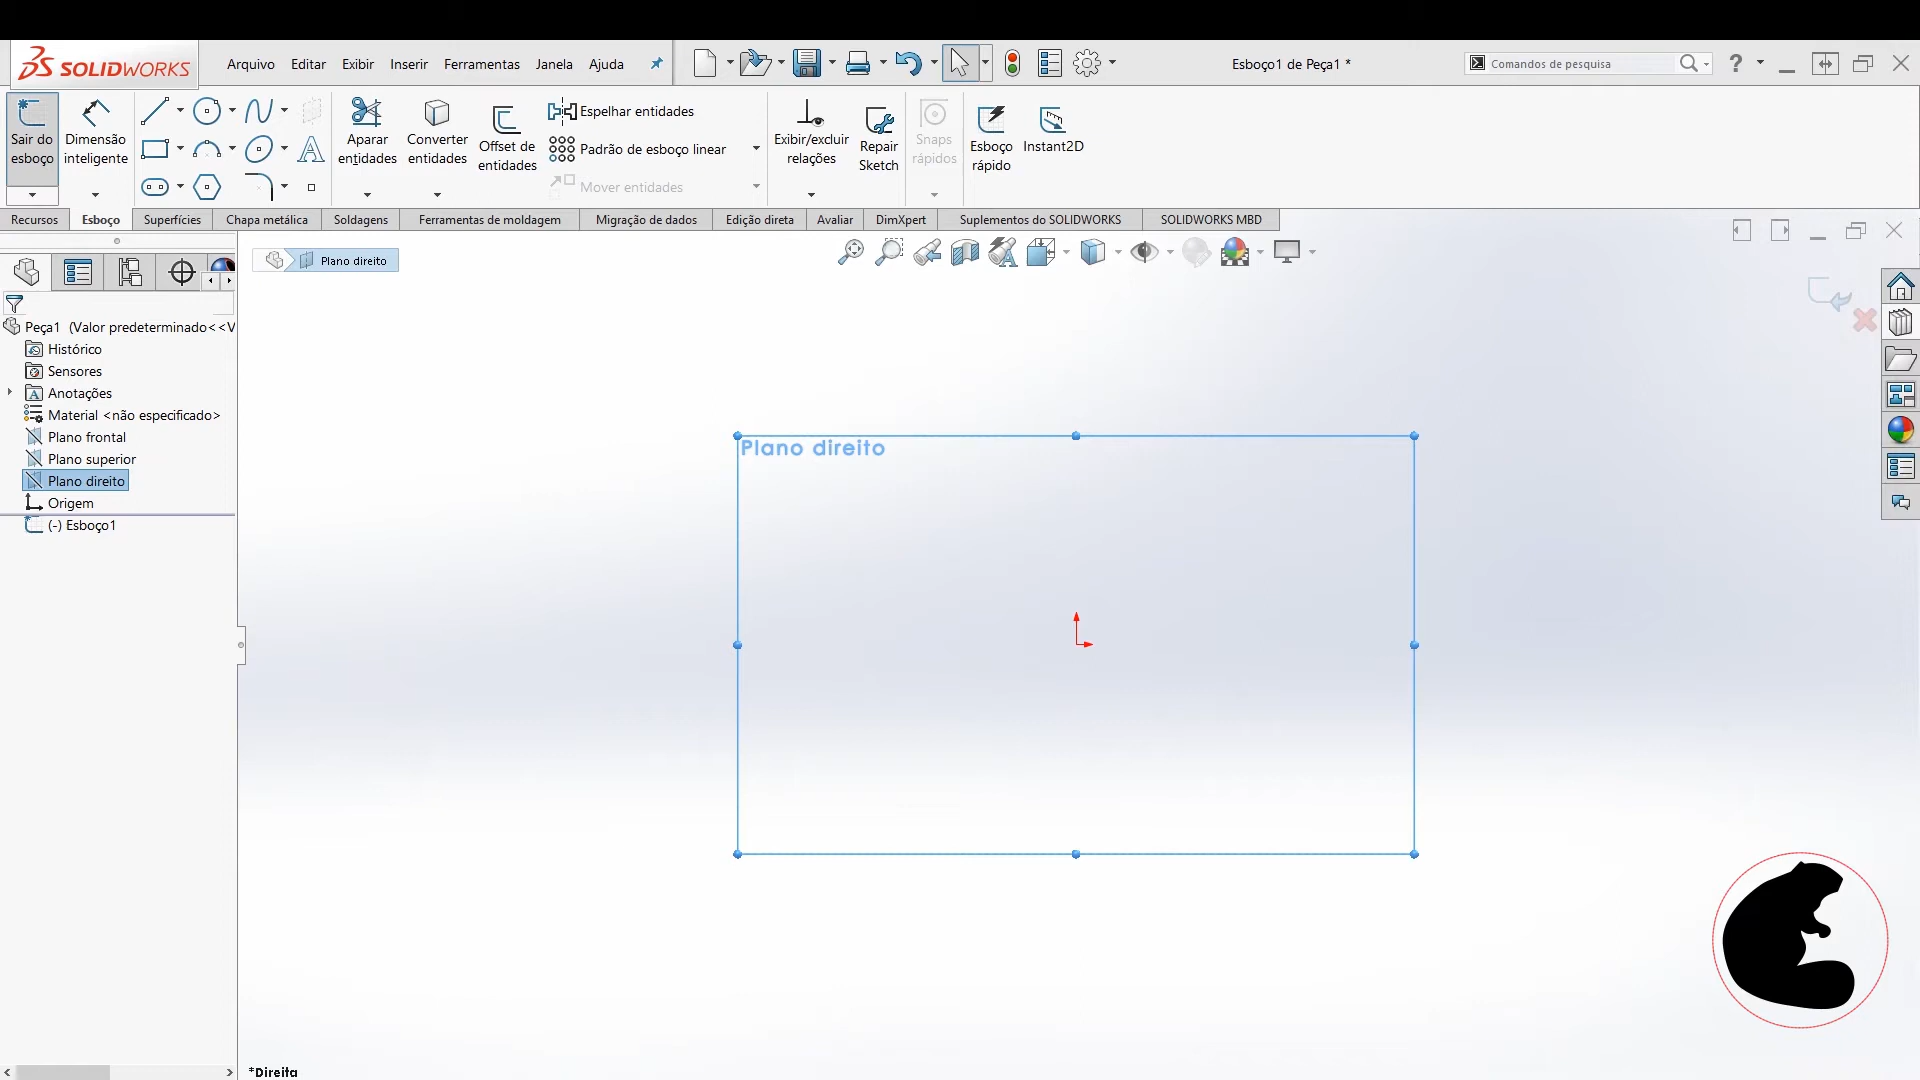 SOLIDWORKS
Arquivo Editar Exibir Inserir Ferramentas Janela Ajuda
Esboço1 de Peça1 *
Comandos de pesquisa
?
Sair do esboço
Dimensão inteligente
Aparar entidades
Converter entidades
Offset de entidades
Espelhar entidades
Padrão de esboço linear
Mover entidades
Exibir/excluir relações
Repair Sketch
Snaps rápidos
Esboço rápido
Instant2D
Recursos Esboço Superfícies Chapa metálica Soldagens Ferramentas de moldagem Migração de dados Edição direta Avaliar DimXpert Suplementos do SOLIDWORKS SOLIDWORKS MBD
Plano direito
Peça1 (Valor predeterminado<<V
Histórico
Sensores
Anotações
Material <não especificado>
Plano frontal
Plano superior
Plano direito
Origem
(-) Esboço1
Plano direito
*Direita